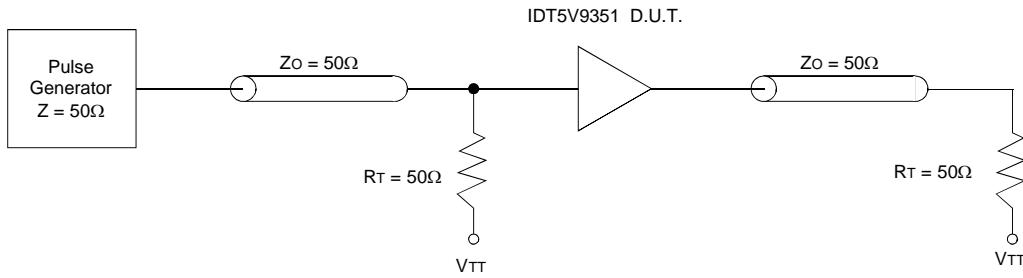 IDT5V9351 D.U.T.
Pulse
Generator
Z = 50Ω
ZO = 50Ω
ZO = 50Ω
RT = 50Ω
RT = 50Ω
VTT
VTT